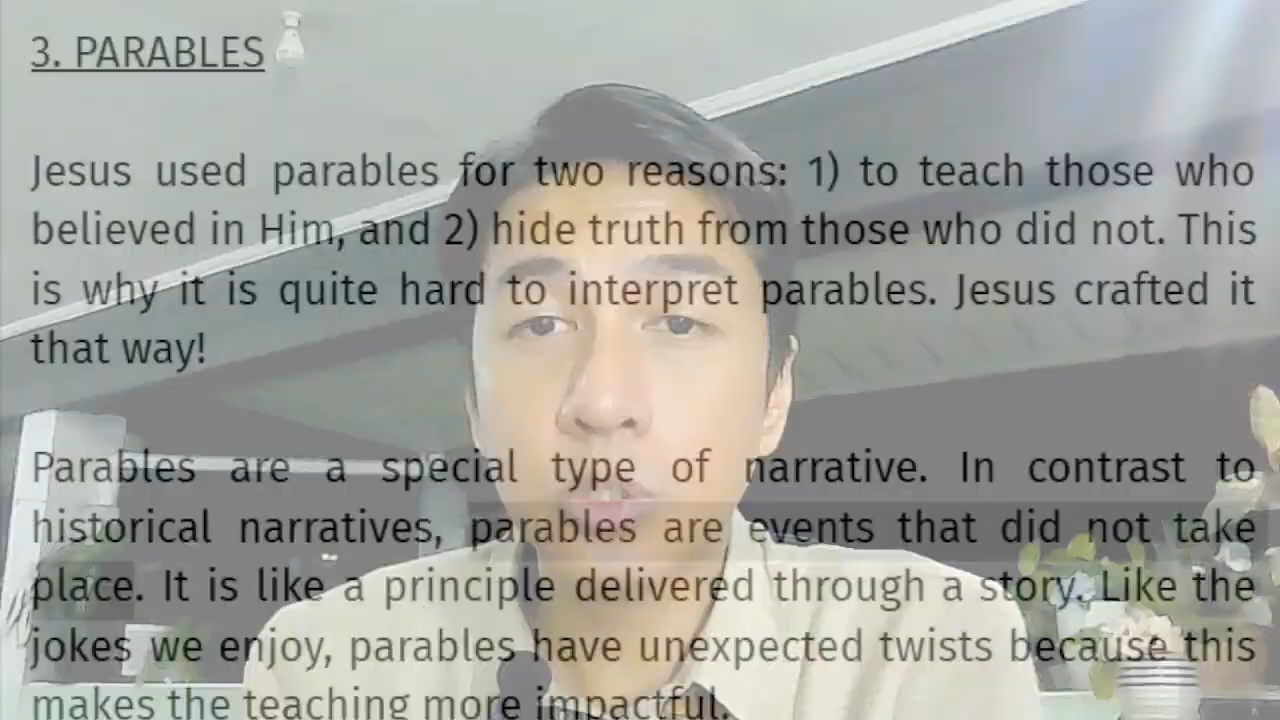 3. PARABLES
Jesus used parables for two reasons: 1) to teach those who
believed in Him, and 2) hide truth from those who did not. This
is why it is quite hard to interpret parables. Jesus crafted it
that way!
Parables are a special type of narrative. In contrast to
historical narratives, parables are events that did not take
place. It is like a principle delivered through a story. Like the
jokes we enjoy, parables have unexpected twists because this
makes the teaching more impactful.